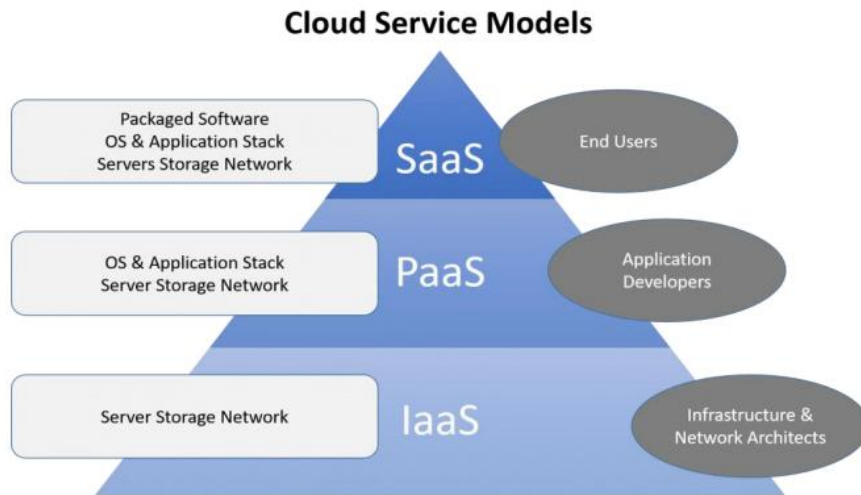 Cloud Service Models
Packaged Software
OS & Application Stack
Servers Storage Network
SaaS
End Users
OS & Application Stack
Server Storage Network
PaaS
Application
Developers
Server Storage Network
IaaS
Infrastructure &
Network Architects